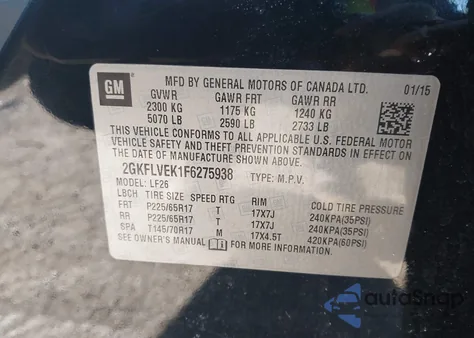 GM
MFD BY GENERAL MOTORS OF CANADA LTD. 01/15
GVWR GAWR FRT GAWR RR
2300 KG 1175 KG 1240 KG
5070 LB 2590 LB 2733 LB
THIS VEHICLE CONFORMS TO ALL APPLICABLE U.S. FEDERAL MOTOR
VEHICLE SAFETY AND THEFT PREVENTION STANDARDS IN EFFECT ON
THE DATE OF MANUFACTURE SHOWN ABOVE.
2GKFLVEK1F6275938 TYPE: M.P.V.
MODEL: LF26
LBCH TIRE SIZE SPEED RTG RIM COLD TIRE PRESSURE
FRT P225/65R17 T 17X7J 240KPA(35PSI)
RR P225/65R17 T 17X7J 240KPA(35PSI)
SPA T145/70R17 M 17X4.5T 420KPA(60PSI)
SEE OWNER'S MANUAL FOR MORE INFORMATION.
autoSnap